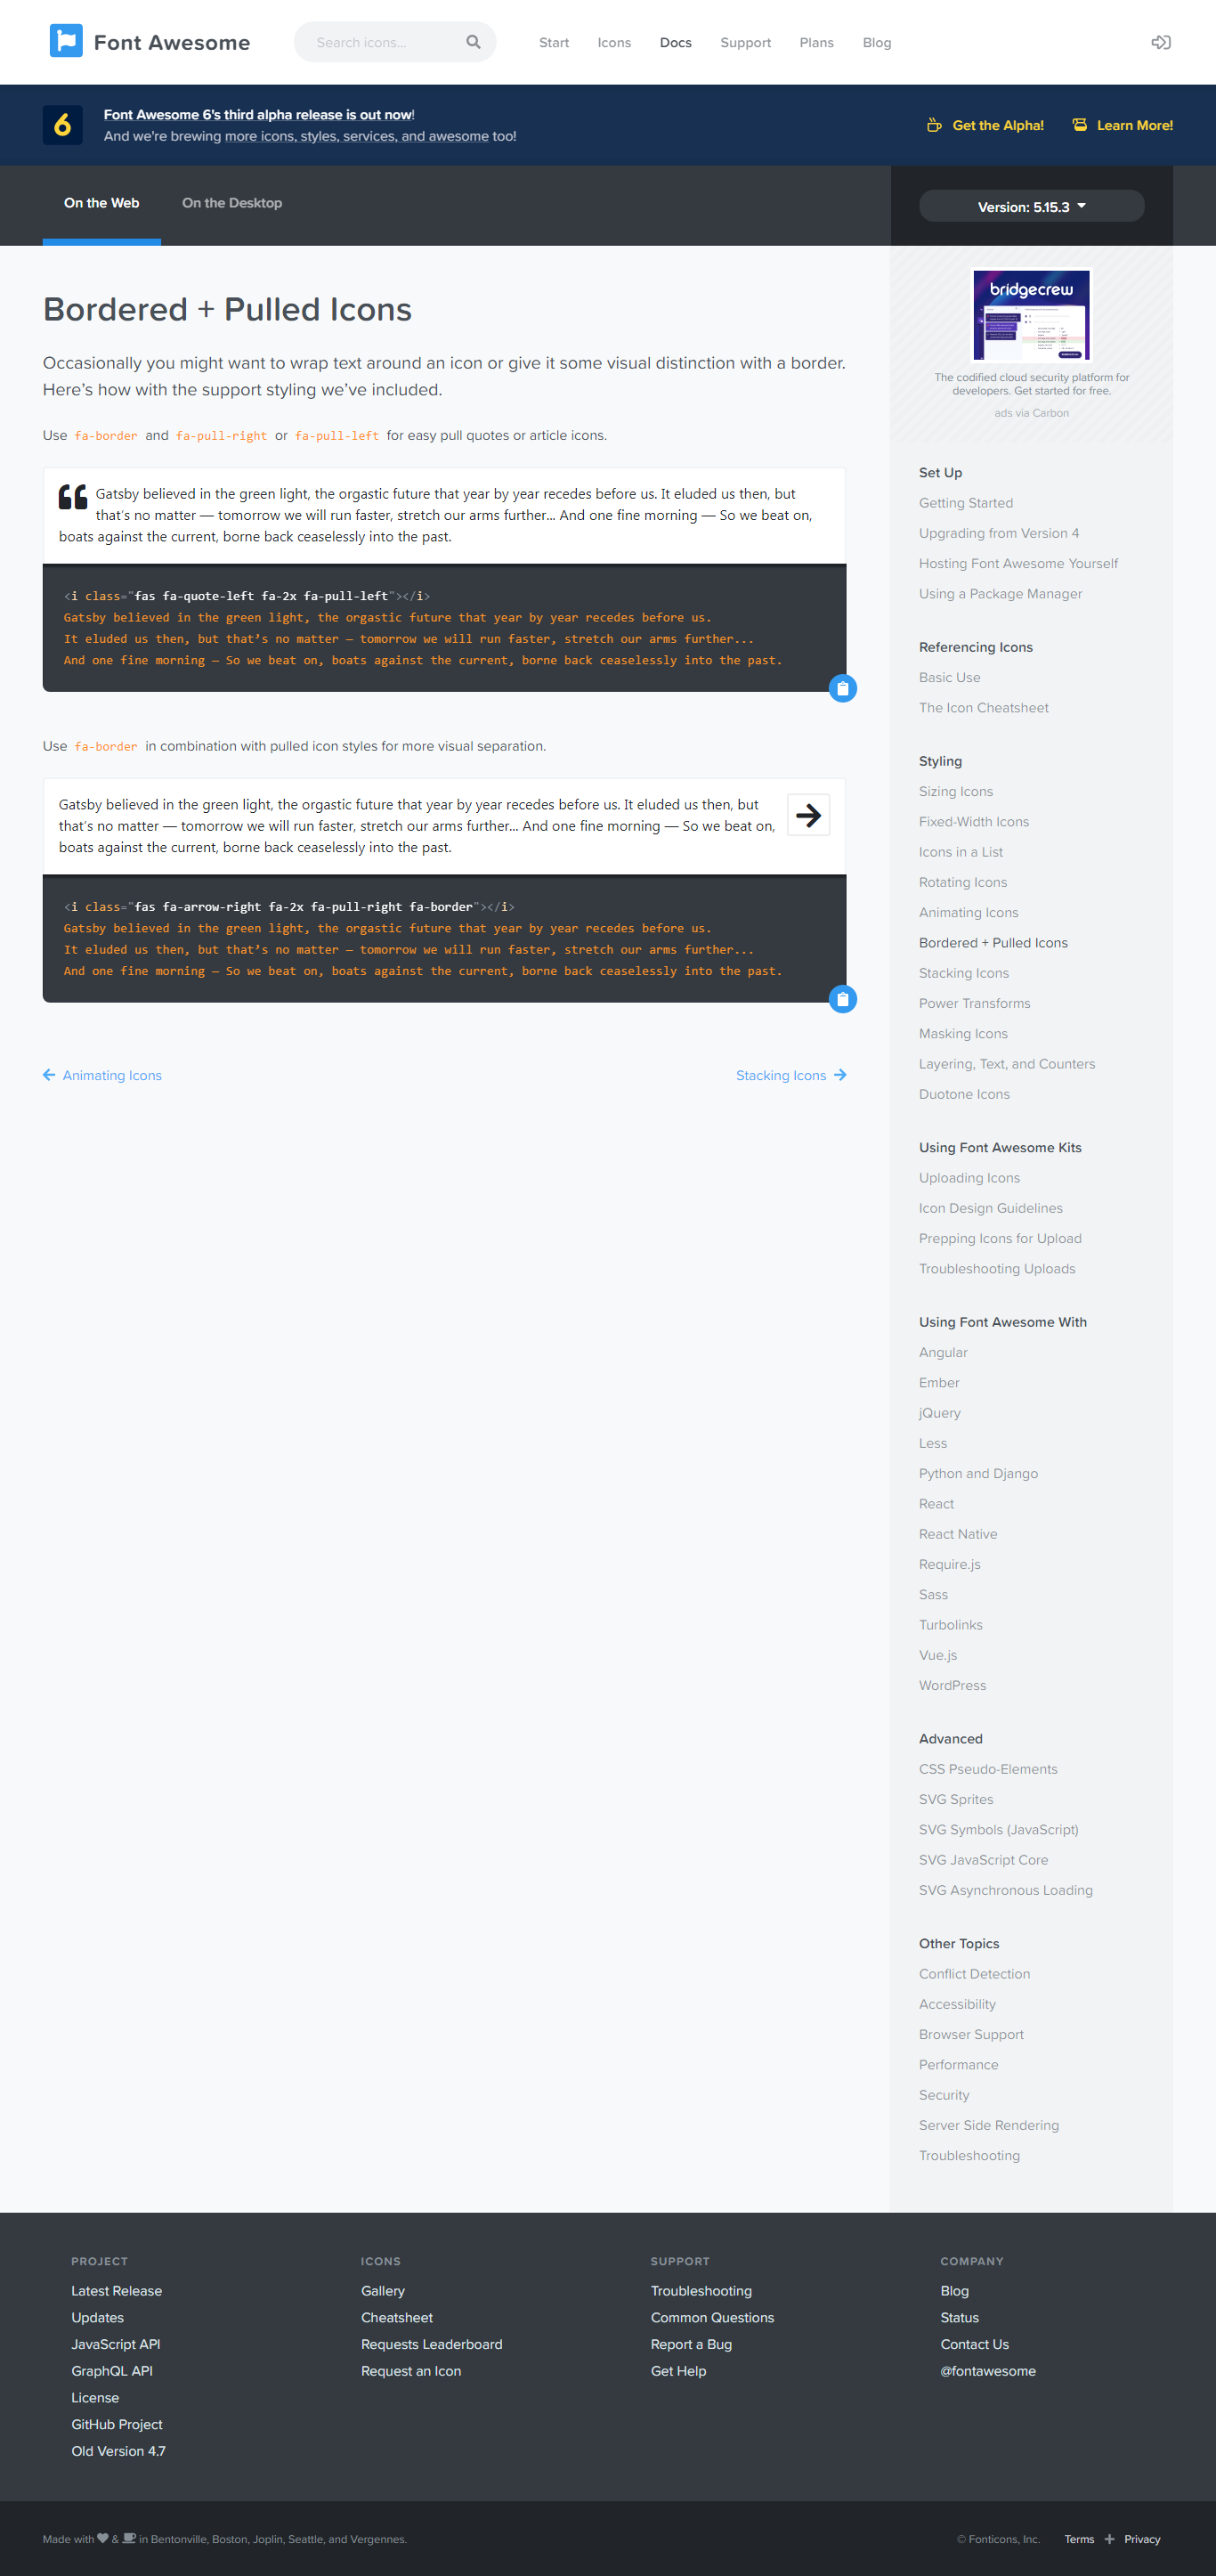 Font Awesome
Search icons...
Start Icons Docs Support Plans Blog
6
Font Awesome 6's third alpha release is out now!
And we're brewing more icons, styles, services, and awesome too!
Get the Alpha! Learn More!
On the Web On the Desktop
Version: 5.15.3
Bordered + Pulled Icons
Occasionally you might want to wrap text around an icon or give it some visual distinction with a border.
Here’s how with the support styling we’ve included.
Use fa-border and fa-pull-right or fa-pull-left for easy pull quotes or article icons.
Gatsby believed in the green light, the orgastic future that year by year recedes before us. It eluded us then, but
that’s no matter — tomorrow we will run faster, stretch our arms further... And one fine morning — So we beat on,
boats against the current, borne back ceaselessly into the past.
<i class="fas fa-quote-left fa-2x fa-pull-left"></i>
Gatsby believed in the green light, the orgastic future that year by year recedes before us.
It eluded us then, but that’s no matter — tomorrow we will run faster, stretch our arms further...
And one fine morning — So we beat on, boats against the current, borne back ceaselessly into the past.
Use fa-border in combination with pulled icon styles for more visual separation.
Gatsby believed in the green light, the orgastic future that year by year recedes before us. It eluded us then, but
that’s no matter — tomorrow we will run faster, stretch our arms further... And one fine morning — So we beat on,
boats against the current, borne back ceaselessly into the past.
<i class="fas fa-arrow-right fa-2x fa-pull-right fa-border"></i>
Gatsby believed in the green light, the orgastic future that year by year recedes before us.
It eluded us then, but that’s no matter — tomorrow we will run faster, stretch our arms further...
And one fine morning — So we beat on, boats against the current, borne back ceaselessly into the past.
Animating Icons
Stacking Icons
bridgecrew
The codified cloud security platform for
developers. Get started for free.
ads via Carbon
Set Up
Getting Started
Upgrading from Version 4
Hosting Font Awesome Yourself
Using a Package Manager
Referencing Icons
Basic Use
The Icon Cheatsheet
Styling
Sizing Icons
Fixed-Width Icons
Icons in a List
Rotating Icons
Animating Icons
Bordered + Pulled Icons
Stacking Icons
Power Transforms
Masking Icons
Layering, Text, and Counters
Duotone Icons
Using Font Awesome Kits
Uploading Icons
Icon Design Guidelines
Prepping Icons for Upload
Troubleshooting Uploads
Using Font Awesome With
Angular
Ember
jQuery
Less
Python and Django
React
React Native
Require.js
Sass
Turbolinks
Vue.js
WordPress
Advanced
CSS Pseudo-Elements
SVG Sprites
SVG Symbols (JavaScript)
SVG JavaScript Core
SVG Asynchronous Loading
Other Topics
Conflict Detection
Accessibility
Browser Support
Performance
Security
Server Side Rendering
Troubleshooting
PROJECT
Latest Release
Updates
JavaScript API
GraphQL API
License
GitHub Project
Old Version 4.7
ICONS
Gallery
Cheatsheet
Requests Leaderboard
Request an Icon
SUPPORT
Troubleshooting
Common Questions
Report a Bug
Get Help
COMPANY
Blog
Status
Contact Us
@fontawesome
Made with & in Bentonville, Boston, Joplin, Seattle, and Vergennes.
© Fonticons, Inc. Terms Privacy